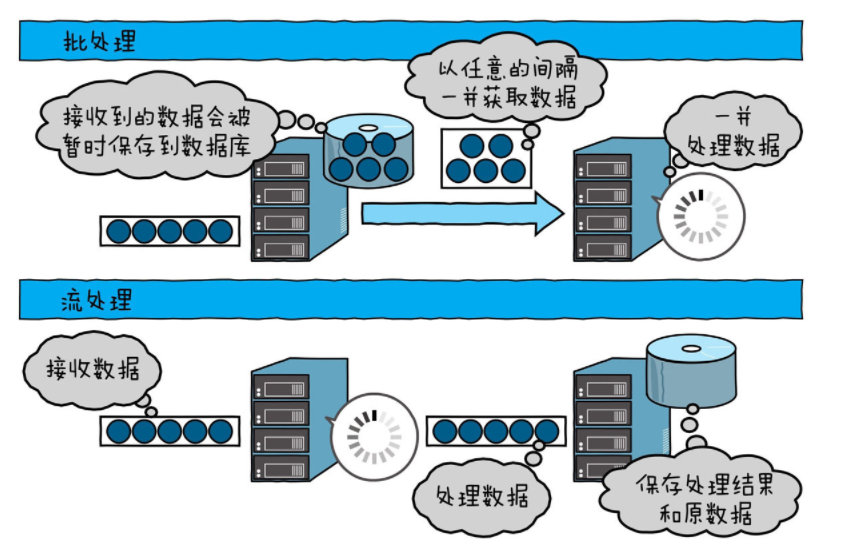 批处理
接收到的数据会被
暂时保存到数据库
以任意的间隔
一并获取数据
一并
处理数据
流处理
接收数据
处理数据
保存处理结果
和原数据